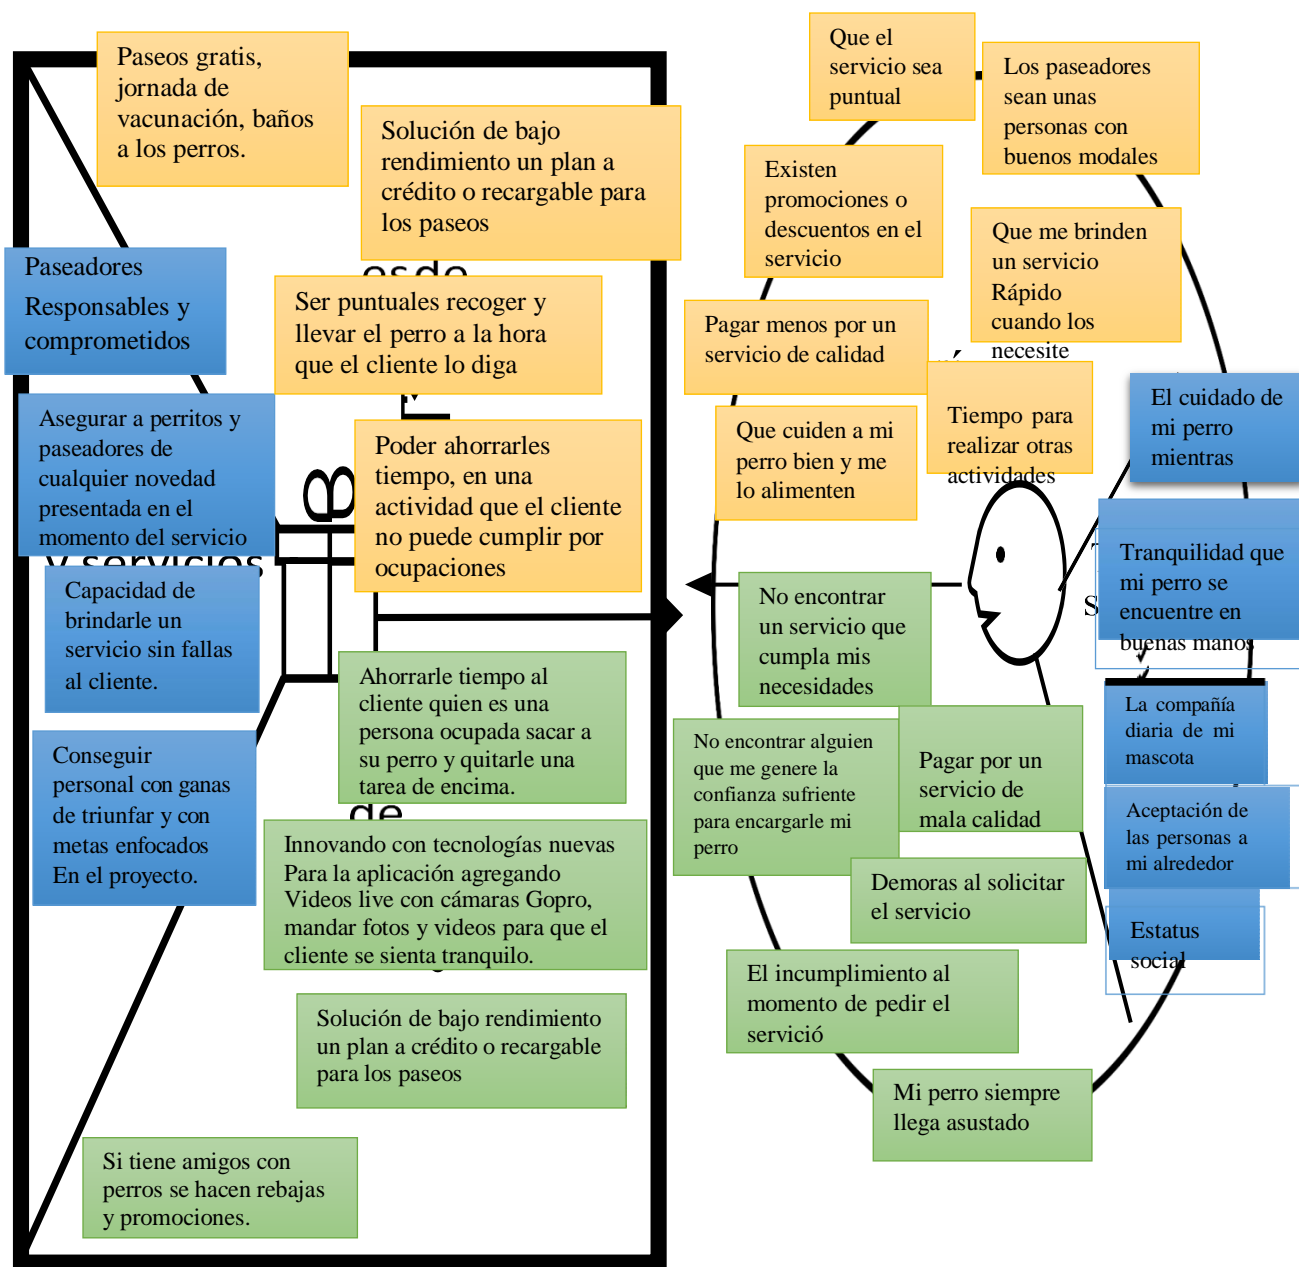 Paseos gratis,
jornada de
vacunación, baños
a los perros.
Solución de bajo
rendimiento un plan a
crédito o recargable para
los paseos
Paseadores
Responsables y
comprometidos
Ser puntuales recoger y
llevar el perro a la hora
que el cliente lo diga
Asegurar a perritos y
paseadores de
cualquier novedad
presentada en el
momento del servicio
y servicios
B
Poder ahorrarles
tiempo, en una
actividad que el cliente
no puede cumplir por
ocupaciones
Capacidad de
brindarle un
servicio sin fallas
al cliente.
Ahorrarle tiempo al
cliente quien es una
persona ocupada sacar a
su perro y quitarle una
tarea de encima.
de
Conseguir
personal con ganas
de triunfar y con
metas enfocados
En el proyecto.
Innovando con tecnologías nuevas
Para la aplicación agregando
Videos live con cámaras Gopro,
mandar fotos y videos para que el
cliente se sienta tranquilo.
Solución de bajo rendimiento
un plan a crédito o recargable
para los paseos
Si tiene amigos con
perros se hacen rebajas
y promociones.
Que el
servicio sea
puntual
Los paseadores
sean unas
personas con
buenos modales
Existen
promociones o
descuentos en el
servicio
Que me brinden
un servicio
Rápido
cuando los
necesite
Pagar menos por un
servicio de calidad
Tiempo para
realizar otras
actividades
El cuidado de
mi perro
mientras
Que cuiden a mi
perro bien y me
lo alimenten
Tranquilidad que
mi perro se
encuentre en
buenas manos
S
No encontrar
un servicio que
cumpla mis
necesidades
La compañía
diaria de mi
mascota
No encontrar alguien
que me genere la
confianza sufriente
para encargarle mi
perro
Pagar por un
servicio de
mala calidad
Aceptación de
las personas a
mi alrededor
Demoras al solicitar
el servicio
Estatus
social
El incumplimiento al
momento de pedir el
servició
Mi perro siempre
llega asustado